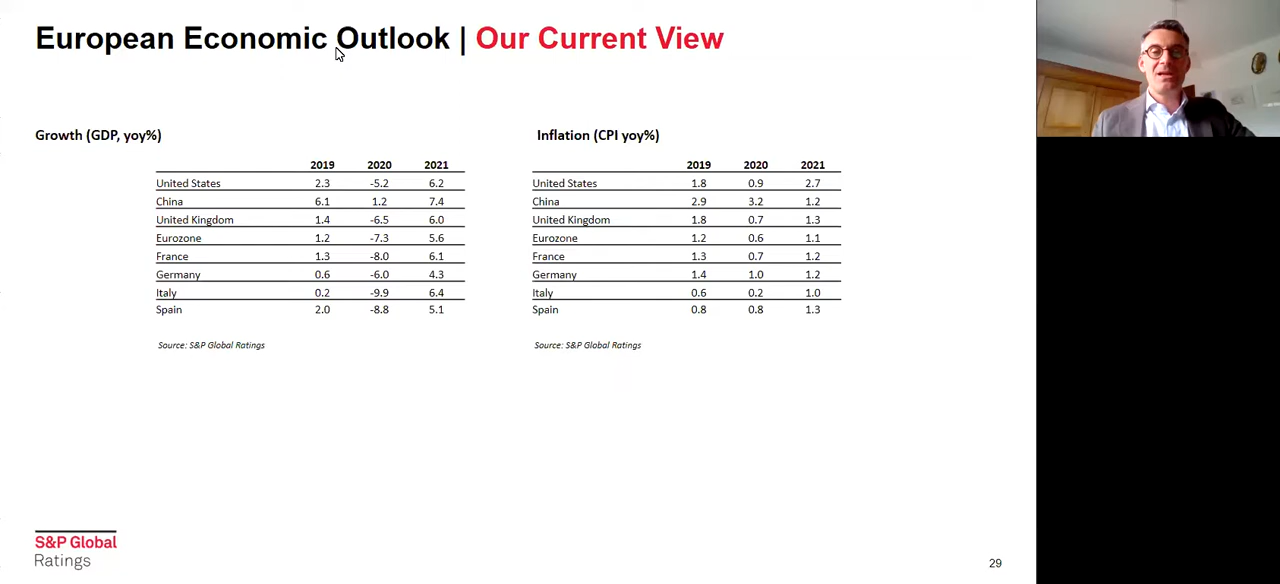 European Economic Outlook | Our Current View
Growth (GDP, yoy%)
2019 2020 2021
United States 2.3 -5.2 6.2
China 6.1 1.2 7.4
United Kingdom 1.4 -6.5 6.0
Eurozone 1.2 -7.3 5.6
France 1.3 -8.0 6.1
Germany 0.6 -6.0 4.3
Italy 0.2 -9.9 6.4
Spain 2.0 -8.8 5.1
Source: S&P Global Ratings
Inflation (CPI yoy%)
2019 2020 2021
United States 1.8 0.9 2.7
China 2.9 3.2 1.2
United Kingdom 1.8 0.7 1.3
Eurozone 1.2 0.6 1.1
France 1.3 0.7 1.2
Germany 1.4 1.0 1.2
Italy 0.6 0.2 1.0
Spain 0.8 0.8 1.3
Source: S&P Global Ratings
S&P Global
Ratings
29